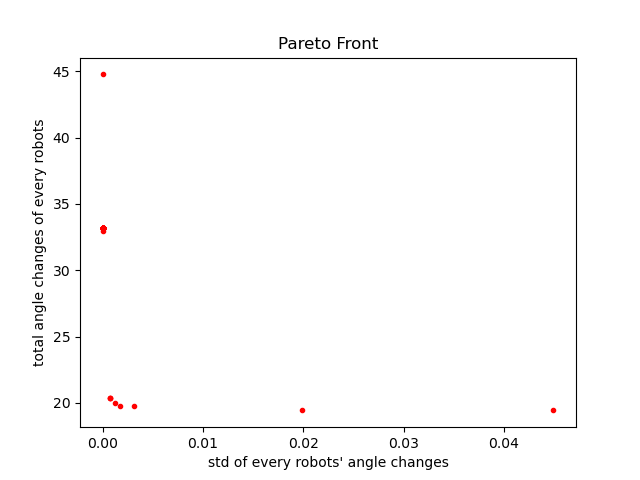 Pareto Front
total angle changes of every robots
45
40
35
30
25
20
0.00 0.01 0.02 0.03 0.04
std of every robots' angle changes